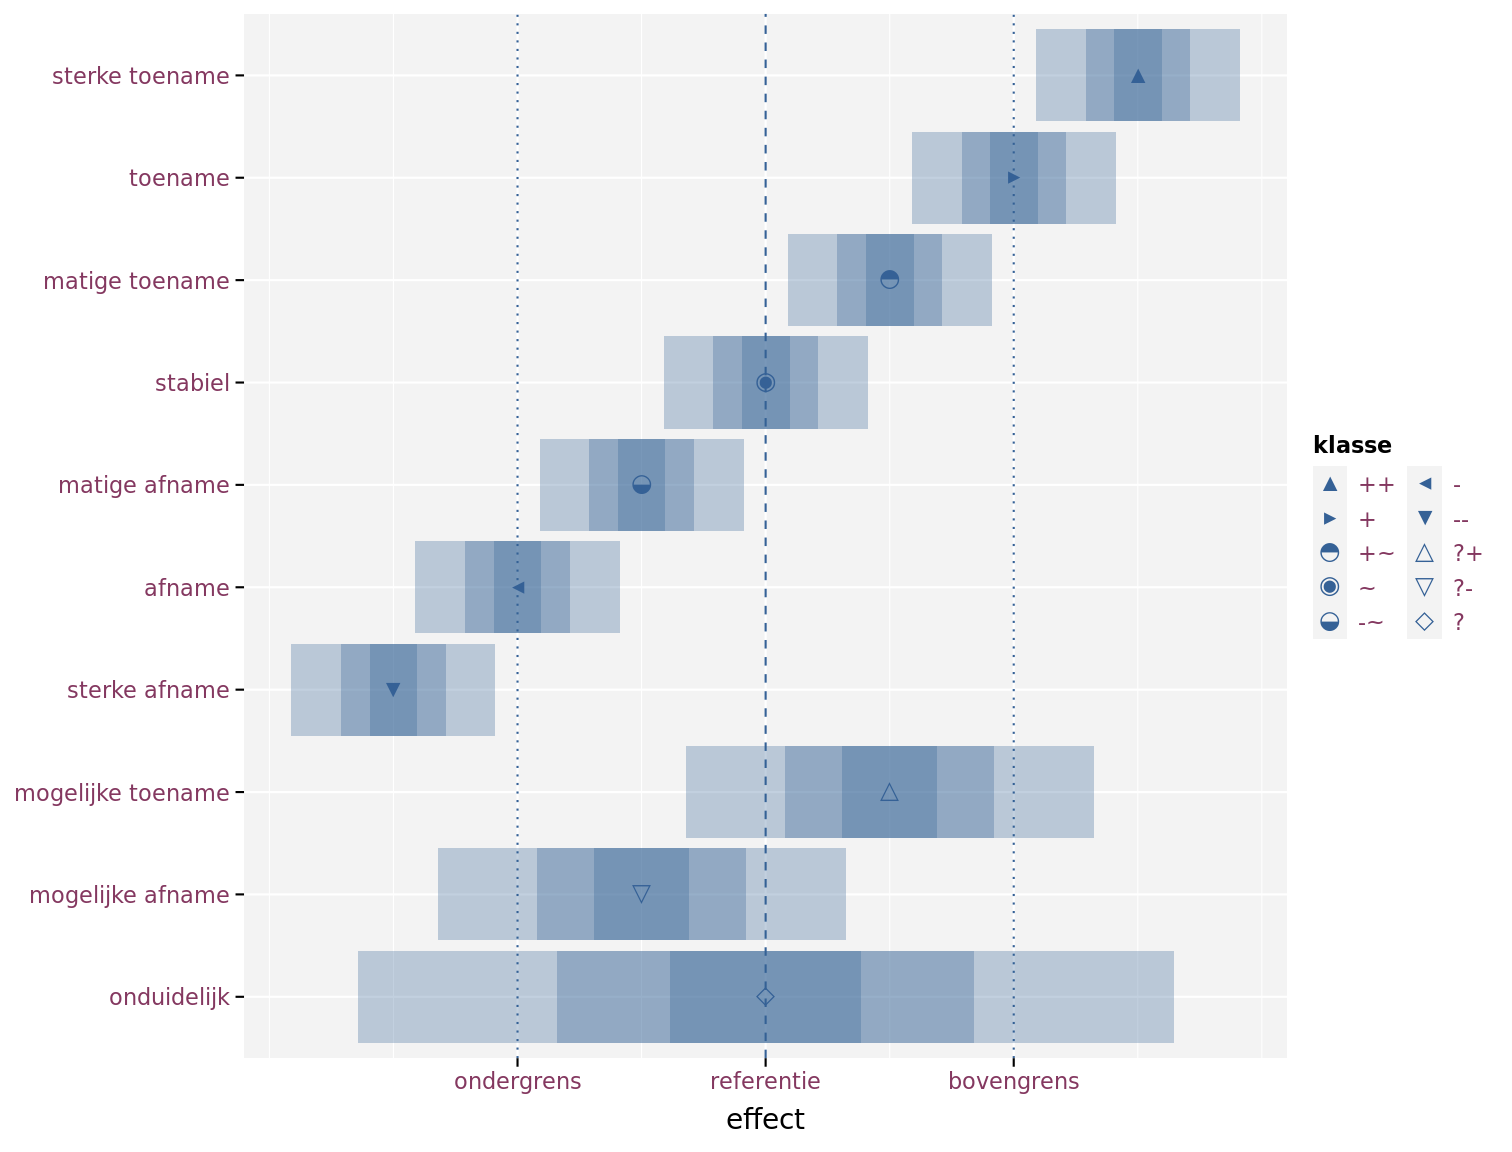 sterke toename
toename
matige toename
stabiel
matige afname
afname
sterke afname
mogelijke toename
mogelijke afname
onduidelijk
ondergrens referentie bovengrens
effect
klasse
++ -
+ --
+~ ?+
~ ?-
-~ ?